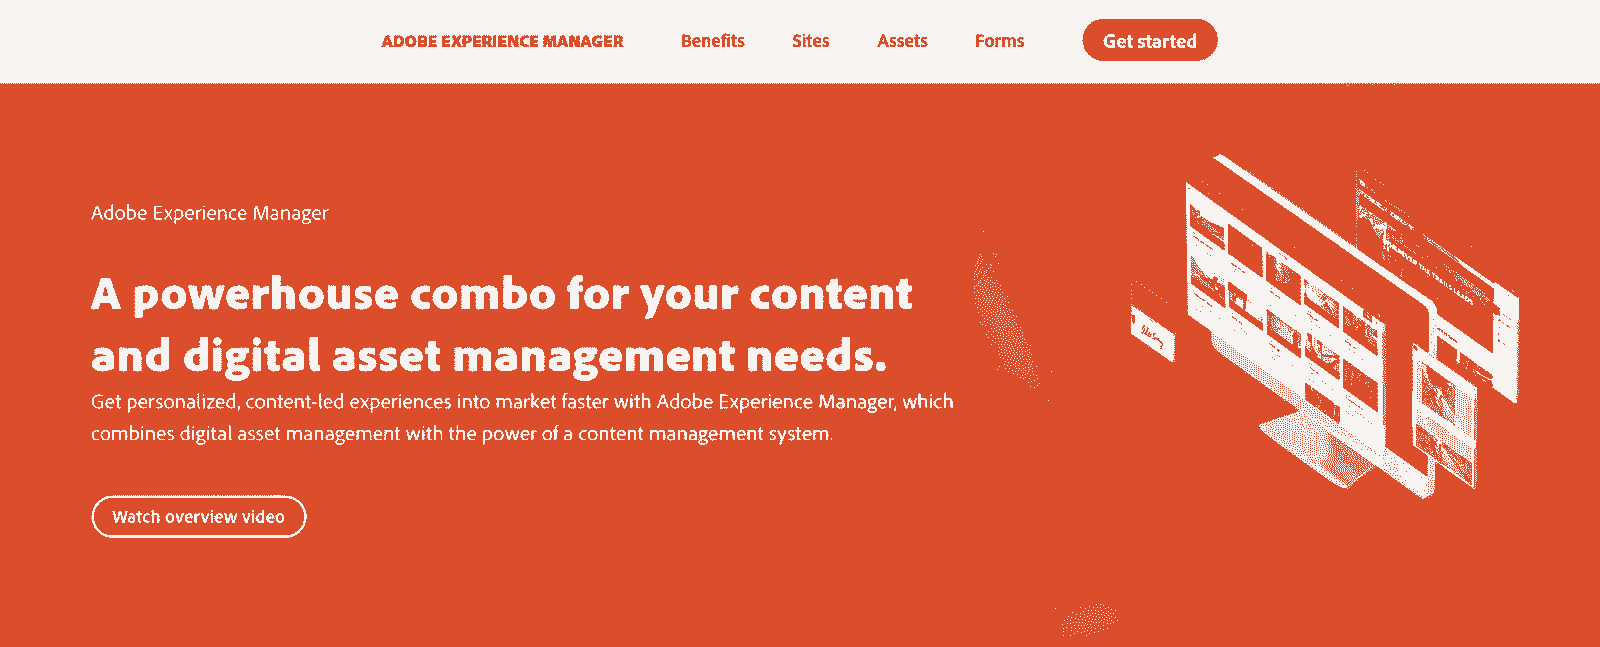 ADOBE EXPERIENCE MANAGER Benefits Sites Assets Forms Get started
Adobe Experience Manager
A powerhouse combo for your content
and digital asset management needs.
Get personalized, content-led experiences into market faster with Adobe Experience Manager, which
combines digital asset management with the power of a content management system.
Watch overview video